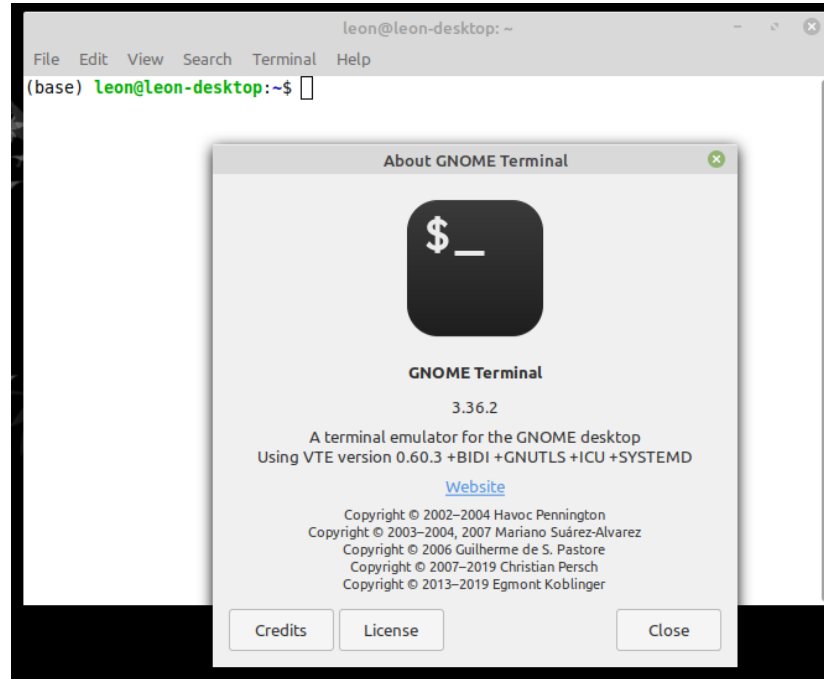 leon@leon-desktop: ~
File Edit View Search Terminal Help
(base) leon@leon-desktop:~$
About GNOME Terminal
$_
GNOME Terminal
3.36.2
A terminal emulator for the GNOME desktop
Using VTE version 0.60.3 +BIDI +GNUTLS +ICU +SYSTEMD
Website
Copyright © 2002–2004 Havoc Pennington
Copyright © 2003–2004, 2007 Mariano Suárez-Alvarez
Copyright © 2006 Guilherme de S. Pastore
Copyright © 2007–2019 Christian Persch
Copyright © 2013–2019 Egmont Koblinger
Credits License Close